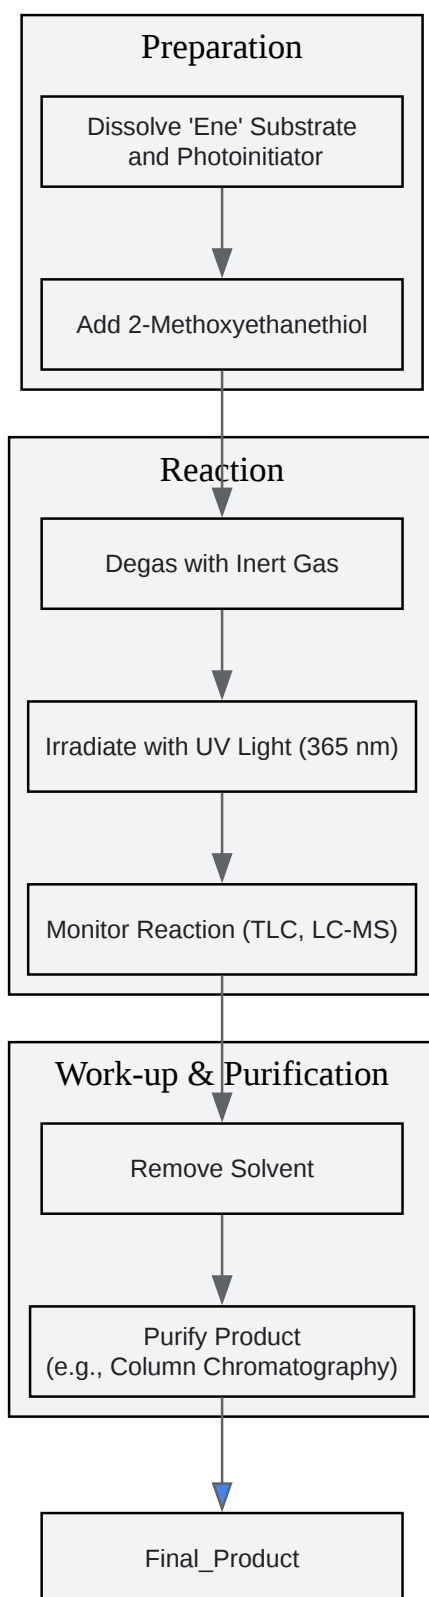 Preparation
Dissolve 'Ene' Substrate
and Photoinitiator
Add 2-Methoxyethanethiol
Reaction
Degas with Inert Gas
Irradiate with UV Light (365 nm)
Monitor Reaction (TLC, LC-MS)
Work-up & Purification
Remove Solvent
Purify Product
(e.g., Column Chromatography)
Final_Product